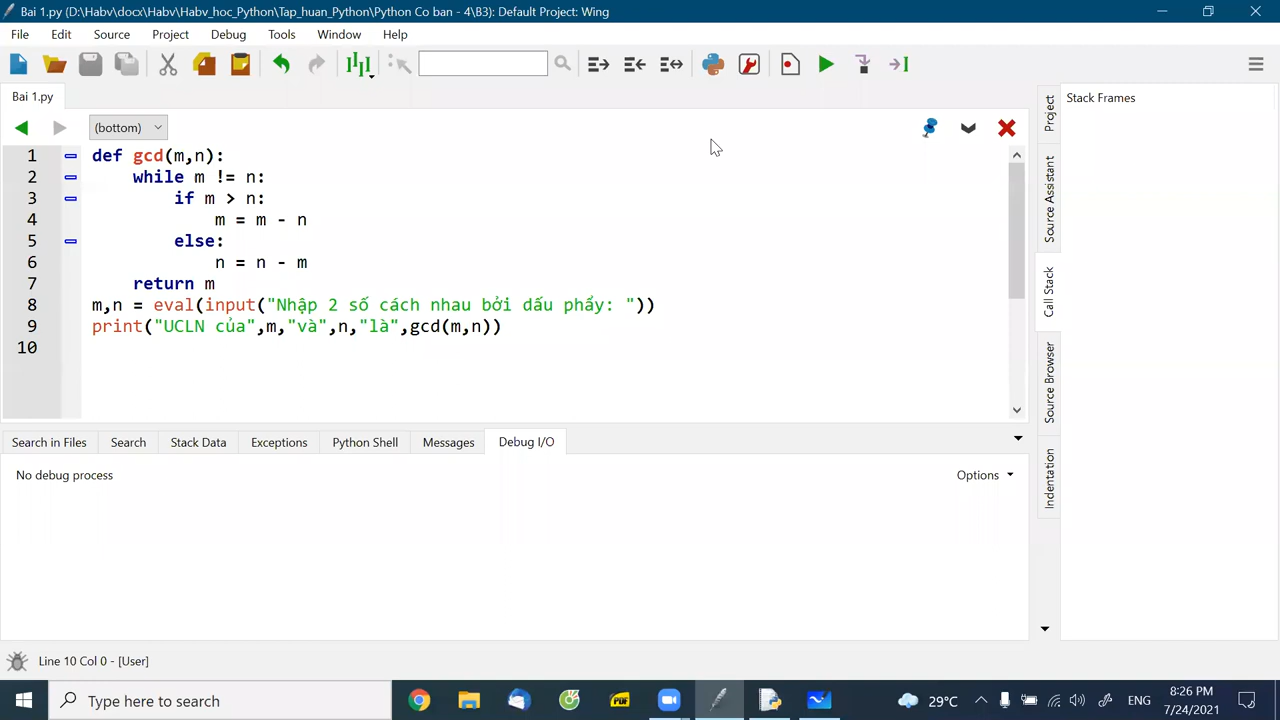 Bai 1.py (D:\Habv\docx\Habv\Habv_hoc_Python\Tap_huan_Python\Python Co ban - 4\B3): Default Project: Wing
File Edit Source Project Debug Tools Window Help
Bai 1.py
Stack Frames
(bottom)
1 def gcd(m,n):
2     while m != n:
3         if m > n:
4             m = m - n
5         else:
6             n = n - m
7     return m
8 m,n = eval(input("Nhập 2 số cách nhau bởi dấu phẩy: "))
9 print("UCLN của",m,"và",n,"là",gcd(m,n))
10
Project
Source Assistant
Call Stack
Source Browser
Indentation
Search in Files Search Stack Data Exceptions Python Shell Messages Debug I/O
No debug process Options
Line 10 Col 0 - [User]
Type here to search
PDF
29°C ENG 8:26 PM
7/24/2021